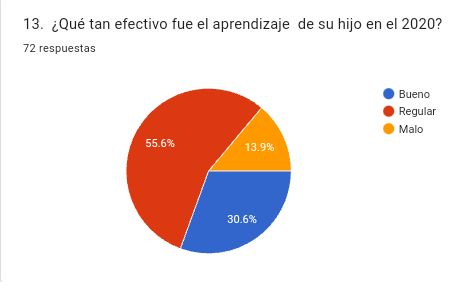 13. ¿Qué tan efectivo fue el aprendizaje de su hijo en el 2020?
72 respuestas
Bueno
Regular
Malo
55.6%
13.9%
30.6%